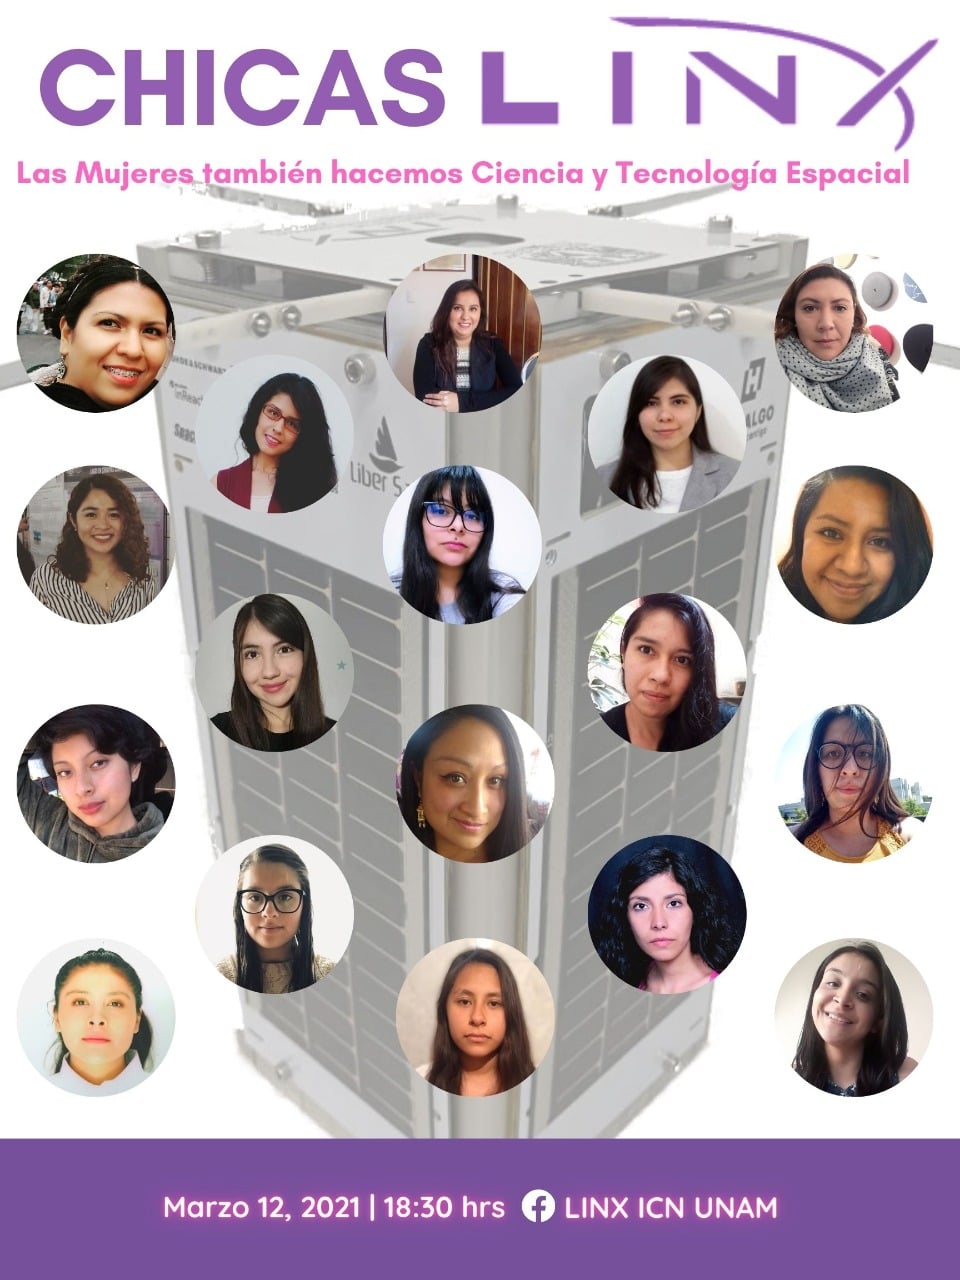 CHICAS LINX
Las Mujeres también hacemos Ciencia y Tecnología Espacial
Liber S
Marzo 12, 2021 | 18:30 hrs LINX ICN UNAM